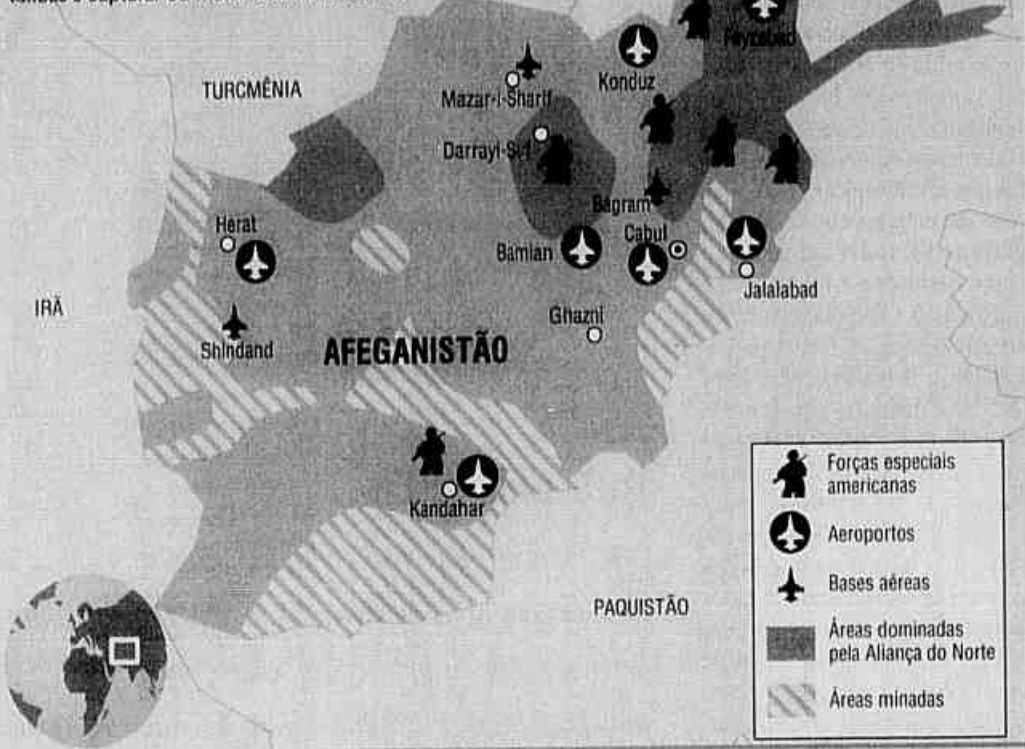 Feyzabad
Konduz
TURCMÊNIA
Mazar-i-Sharif
Darrayi-Suf
Bagram
Herat
Bamian
Cabul
Jalalabad
IRÃ
Ghazni
Shindand
AFEGANISTÃO
Kandahar
PAQUISTÃO
Forças especiais
americanas
Aeroportos
Bases aéreas
Áreas dominadas
pela Aliança do Norte
Áreas minadas